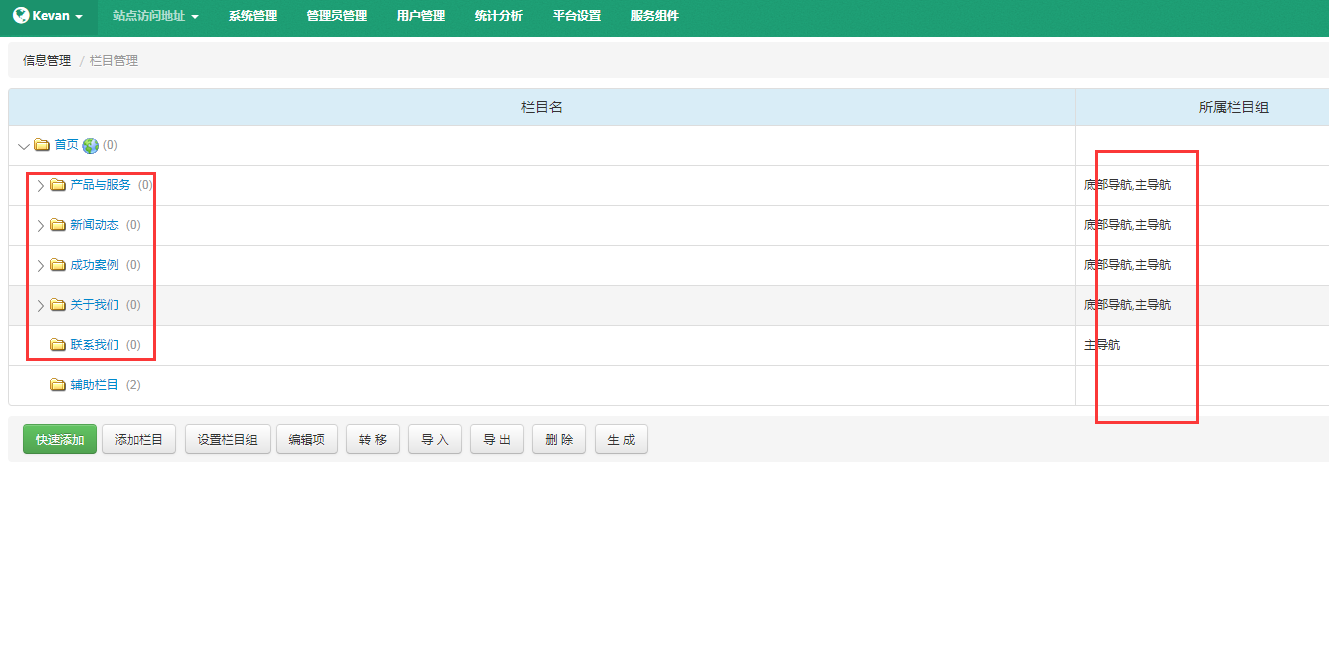 Kevan 站点访问地址 系统管理 管理员管理 用户管理 统计分析 平台设置 服务组件
信息管理 / 栏目管理
栏目名 所属栏目组
首页 (0)
产品与服务 (0) 底部导航,主导航
新闻动态 (0) 底部导航,主导航
成功案例 (0) 底部导航,主导航
关于我们 (0) 底部导航,主导航
联系我们 (0) 主导航
辅助栏目 (2)
快速添加 添加栏目 设置栏目组 编辑项 转 移 导 入 导 出 删 除 生 成